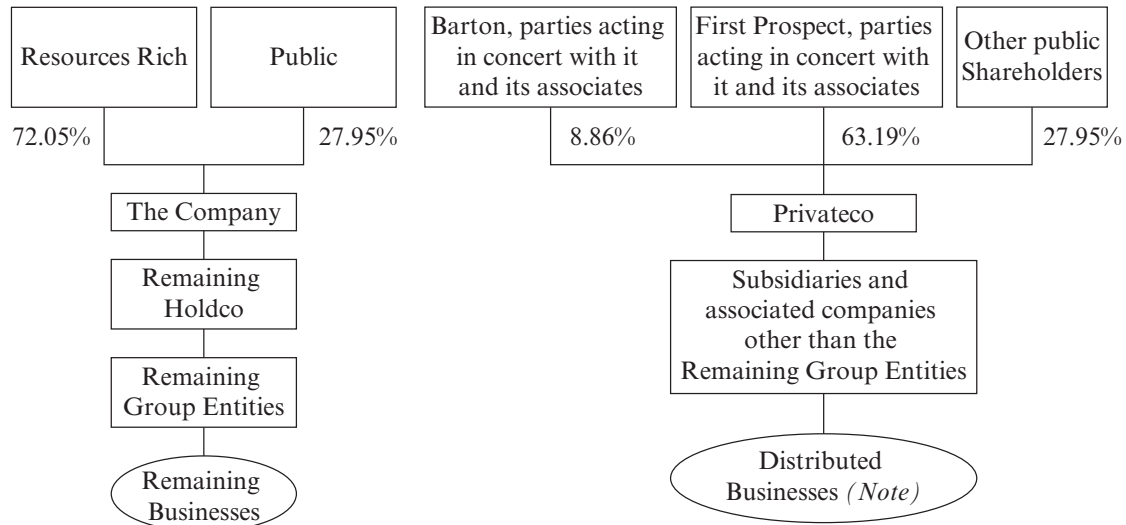 Resources Rich
Public
72.05%
27.95%
The Company
Remaining
Holdco
Remaining
Group Entities
Remaining
Businesses
Barton, parties acting
in concert with it
and its associates
First Prospect, parties
acting in concert with
it and its associates
Other public
Shareholders
8.86%
63.19%
27.95%
Privateco
Subsidiaries and
associated companies
other than the
Remaining Group Entities
Distributed
Businesses (Note)